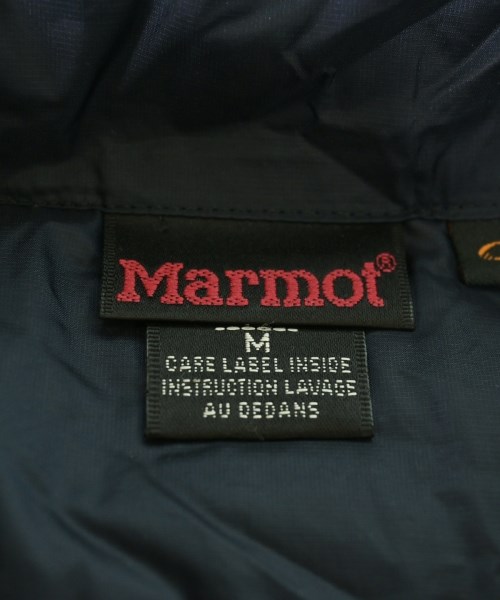 Marmot®
M
CARE LABEL INSIDE
INSTRUCTION LAVAGE
AU DEDANS